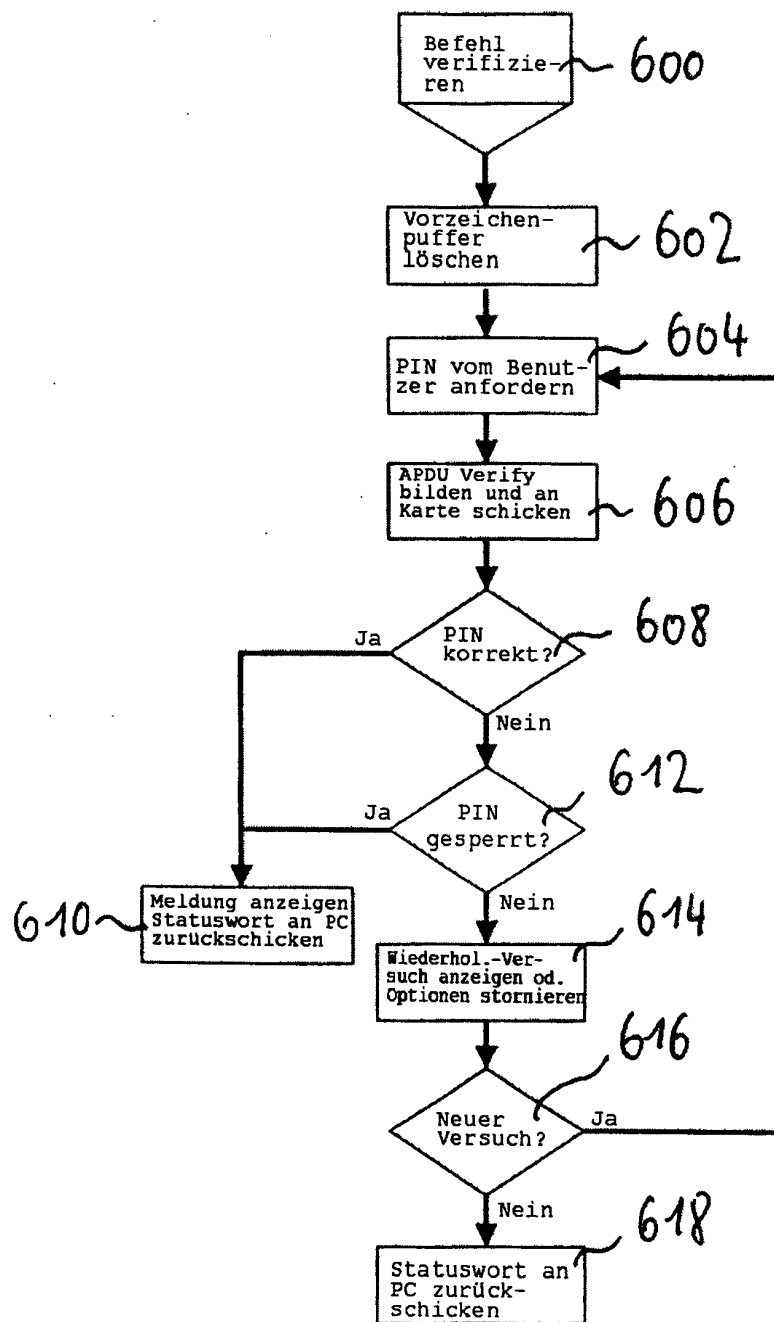 Befehl
verifizie-
ren
600
Vorzeichen-
puffer
löschen
602
604
PIN vom Benut-
zer anfordern
APDU Verify
bilden und an
Karte schicken
606
Ja
PIN
korrekt?
608
Nein
612
Ja
PIN
gesperrt?
Nein
610
Meldung anzeigen
Statuswort an PC
zurückschicken
614
Wiederhol.-Ver-
such anzeigen od.
Optionen stornieren
616
Neuer
Versuch?
Ja
Nein
618
Statuswort an
PC zurück-
schicken